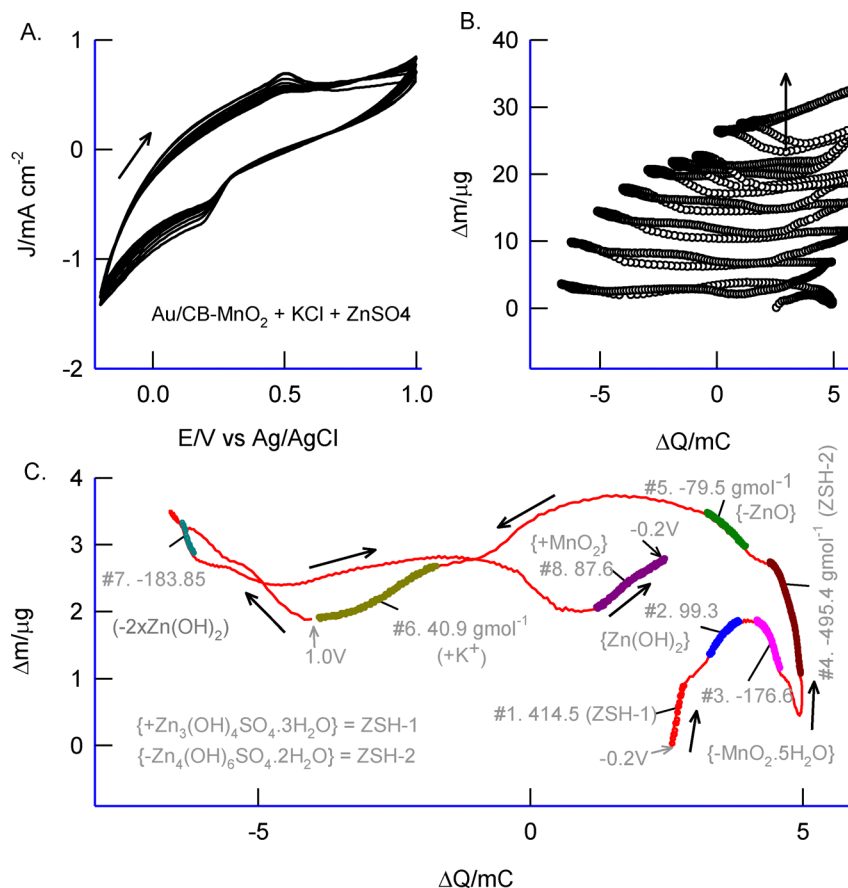 A.
1
0
-1
-2
J/mA cm⁻²
Au/CB-MnO₂ + KCl + ZnSO4
0.0 0.5 1.0
E/V vs Ag/AgCl
B.
40
30
20
10
0
Δm/µg
-5 0 5
ΔQ/mC
C.
4
3
2
1
0
Δm/µg
#5. -79.5 gmol⁻¹
{-ZnO}
{+MnO₂}
-0.2V
#8. 87.6
#7. -183.85
(-2xZn(OH)₂)
1.0V
#6. 40.9 gmol⁻¹
(+K⁺)
#2. 99.3
{Zn(OH)₂}
#4. -495.4 gmol⁻¹ (ZSH-2)
#3. -176.6
#1. 414.5 (ZSH-1)
{+Zn₃(OH)₄SO₄.3H₂O} = ZSH-1
{-Zn₄(OH)₆SO₄.2H₂O} = ZSH-2
-0.2V
{-MnO₂.5H₂O}
-5 0 5
ΔQ/mC